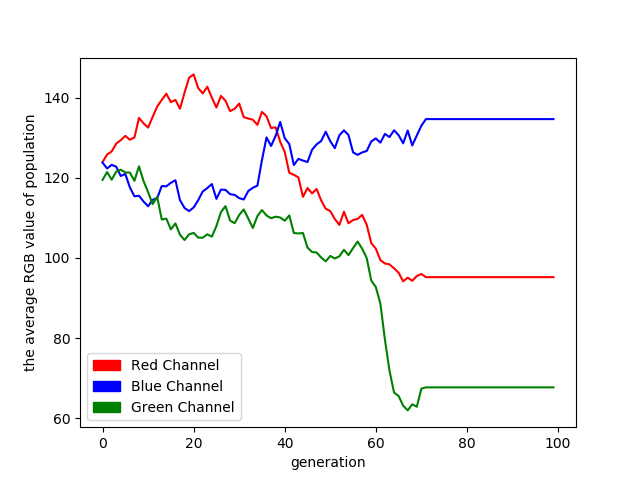 the average RGB value of population
140
120
100
80
60
Red Channel
Blue Channel
Green Channel
0 20 40 60 80 100
generation